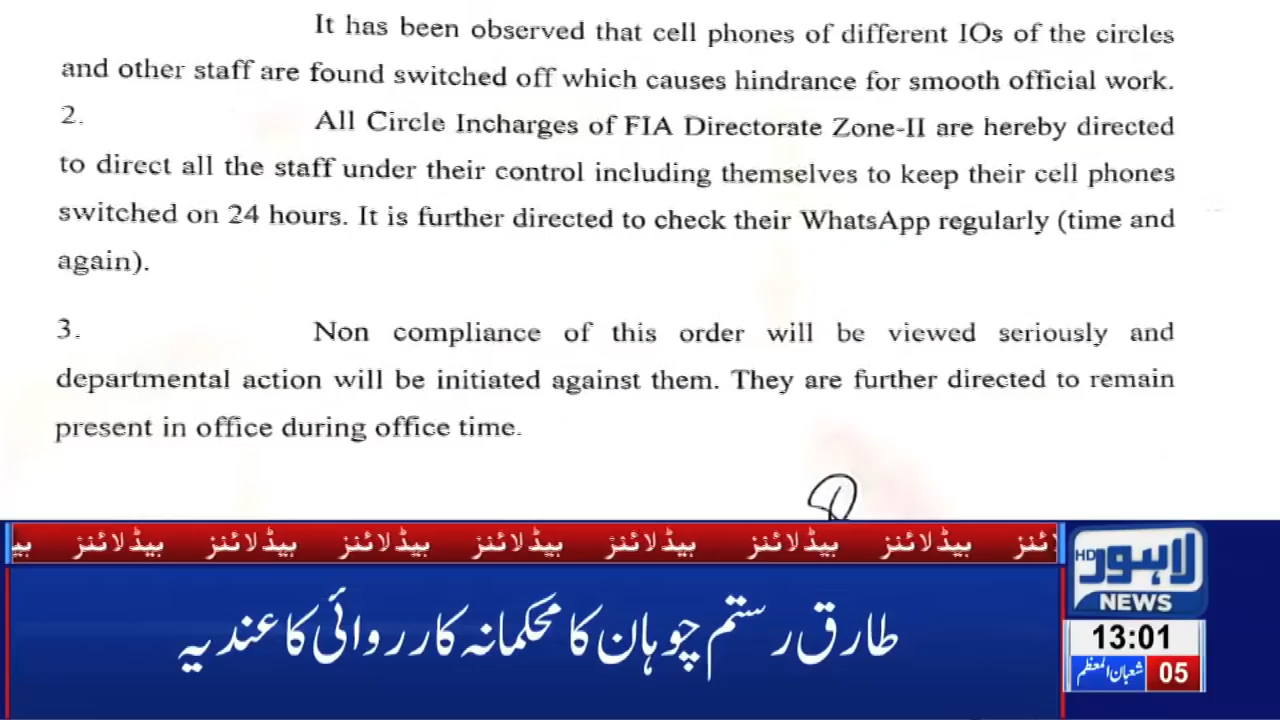 It has been observed that cell phones of different IOs of the circles
and other staff are found switched off which causes hindrance for smooth official work.
2. All Circle Incharges of FIA Directorate Zone-II are hereby directed
to direct all the staff under their control including themselves to keep their cell phones
switched on 24 hours. It is further directed to check their WhatsApp regularly (time and
again).
3. Non compliance of this order will be viewed seriously and
departmental action will be initiated against them. They are further directed to remain
present in office during office time.
ہیڈلائنز ہیڈلائنز ہیڈلائنز ہیڈلائنز ہیڈلائنز ہیڈلائنز ہیڈلائنز
طارق رستم چوہان کا محکمانہ کارروائی کا عندیہ
HD لاہور
NEWS
13:01
05 شعبان المعظم